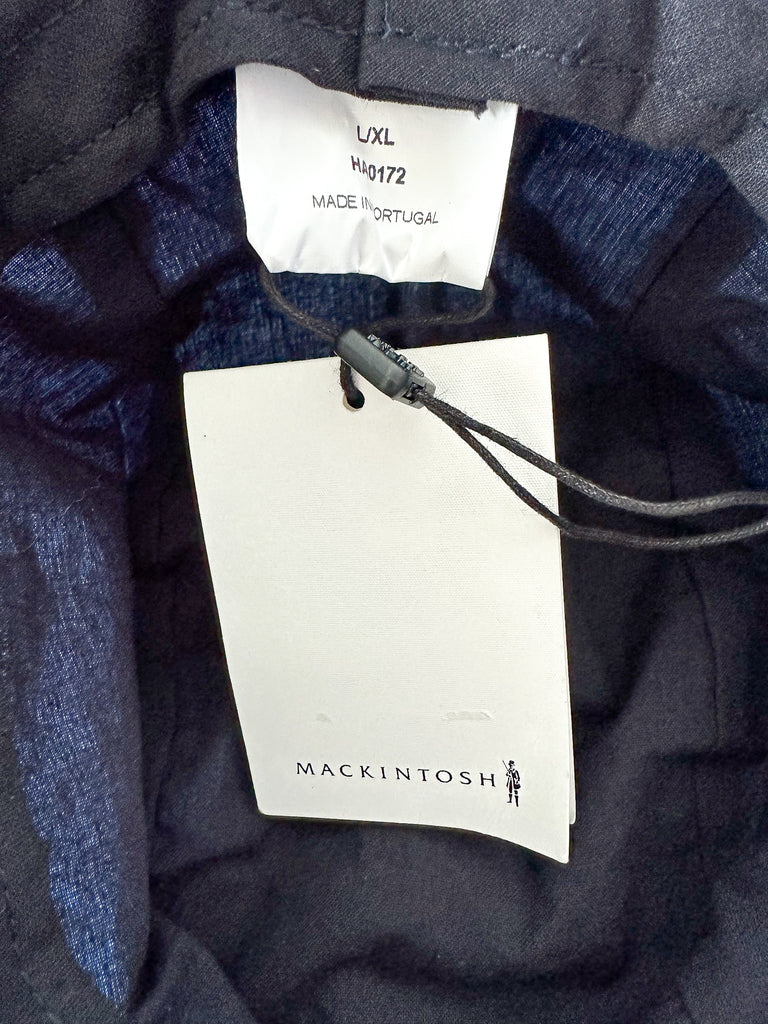 L/XL
HA0172
MADE IN PORTUGAL
MACKINTOSH